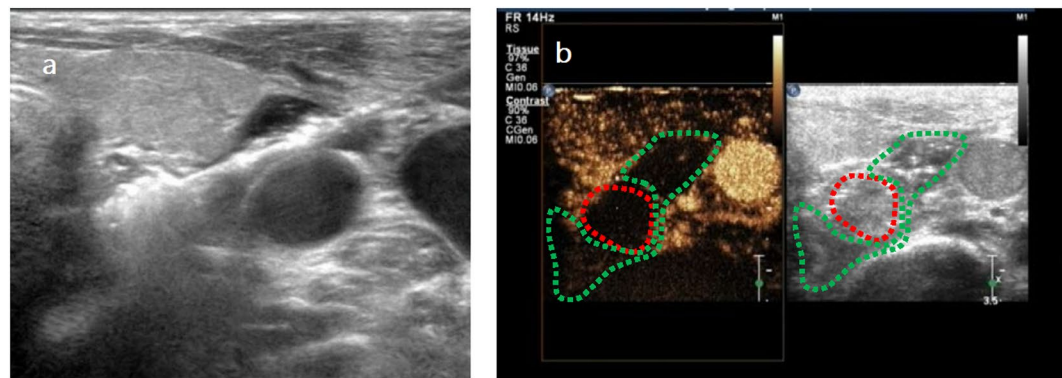 a
b
FR 14Hz
RS
M1
M1
Tissue
97%
C 36
Gen
MI0.06
Contrast
90%
C 36
CGen
MI0.06
x
3.5